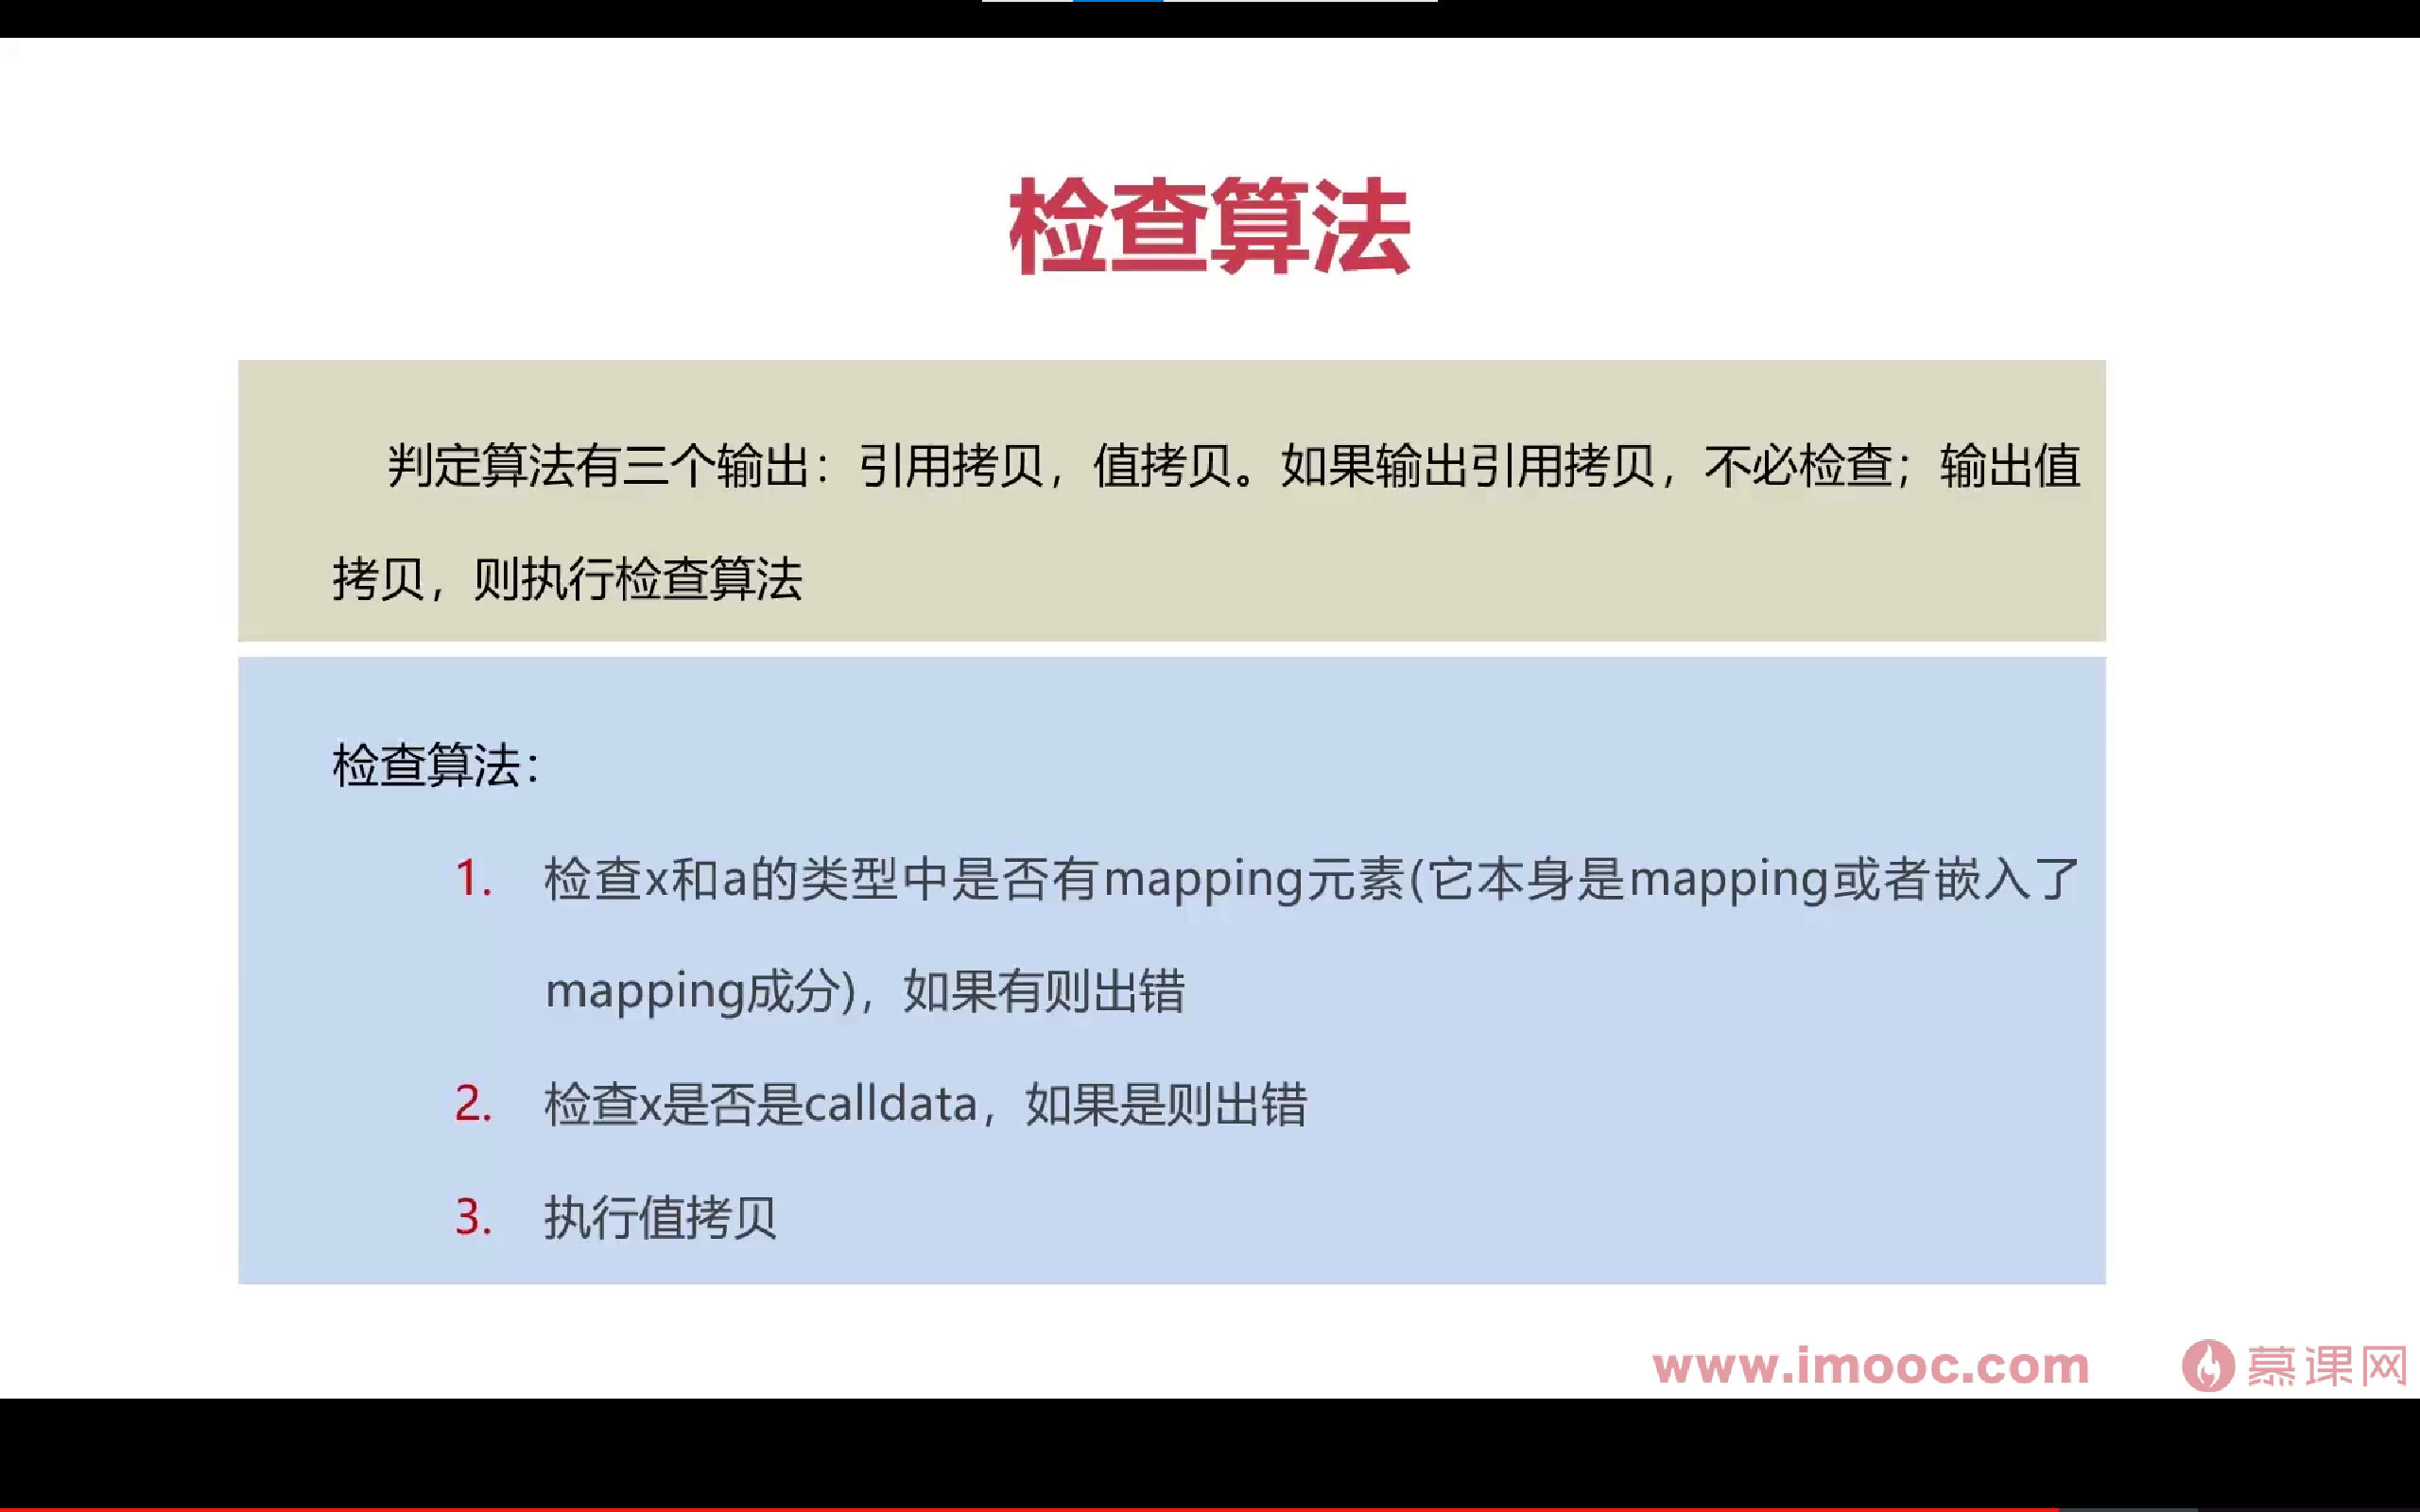 检查算法
判定算法有三个输出：引用拷贝，值拷贝。如果输出引用拷贝，不必检查；输出值
拷贝，则执行检查算法
检查算法：
1. 检查x和a的类型中是否有mapping元素(它本身是mapping或者嵌入了
mapping成分)，如果有则出错
2. 检查x是否是calldata，如果是则出错
3. 执行值拷贝
www.imooc.com 慕课网